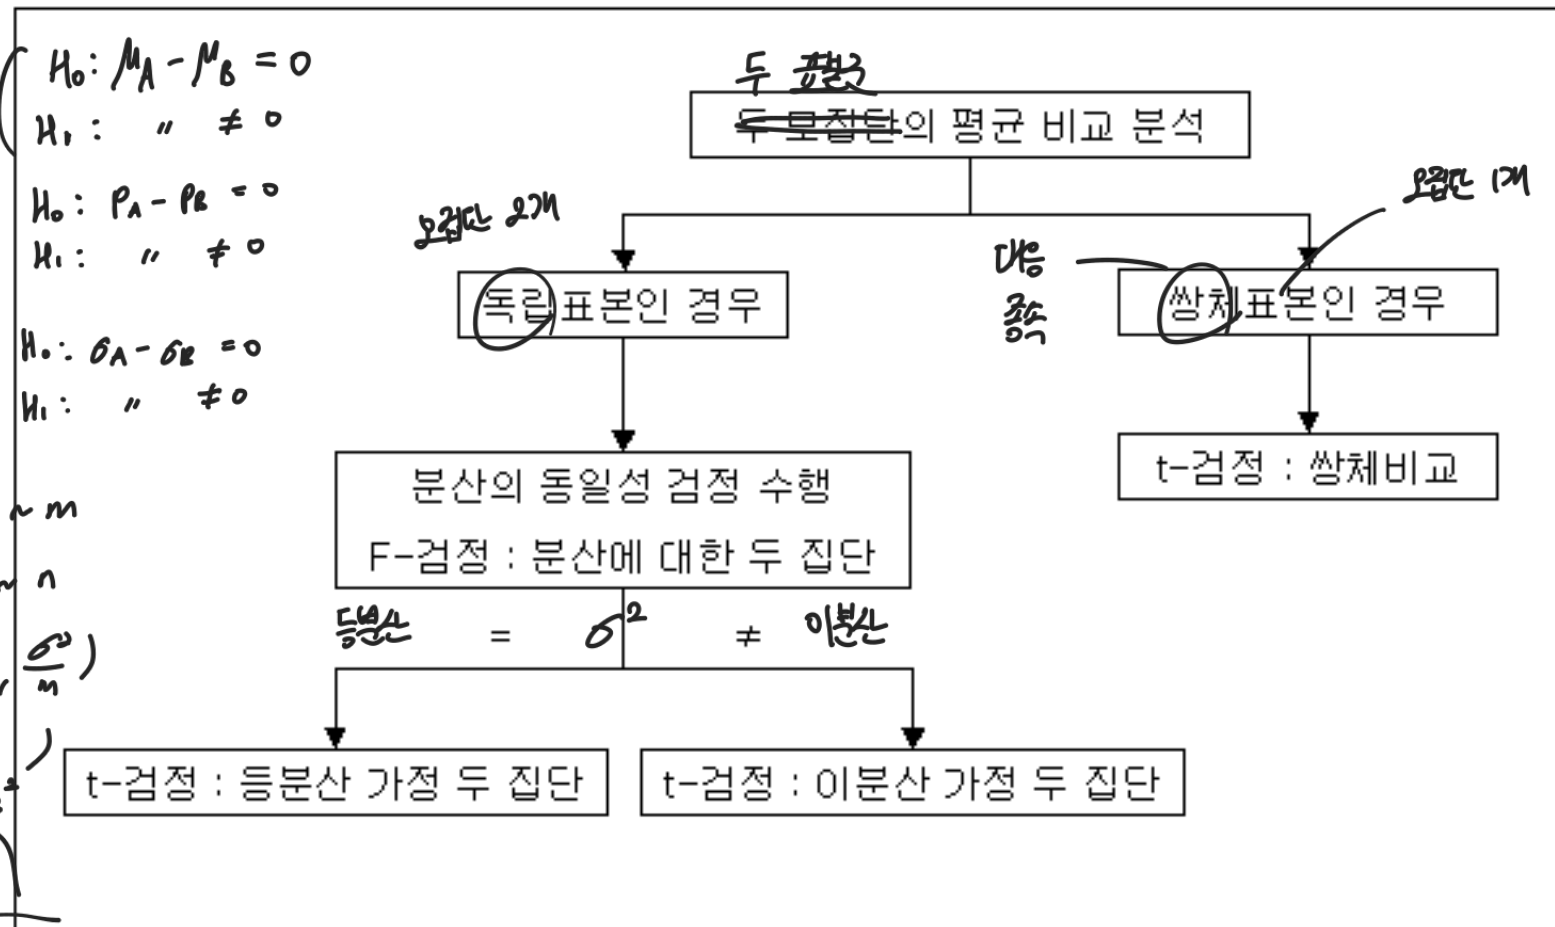 H₀: μA - μB = 0
H₁: 〃 ≠ 0
H₀: PA - PB = 0
H₁: 〃 ≠ 0
H₀: σA - σB = 0
H₁: 〃 ≠ 0
~ m
~ n
σ²/m )
)
두
두 모집단의 평균 비교 분석
모집단 2개
모집단 1개
대응
종속
독립표본인 경우
쌍체표본인 경우
분산의 동일성 검정 수행
F-검정 : 분산에 대한 두 집단
t-검정 : 쌍체비교
등분산 = σ² ≠ 이분산
t-검정 : 등분산 가정 두 집단
t-검정 : 이분산 가정 두 집단